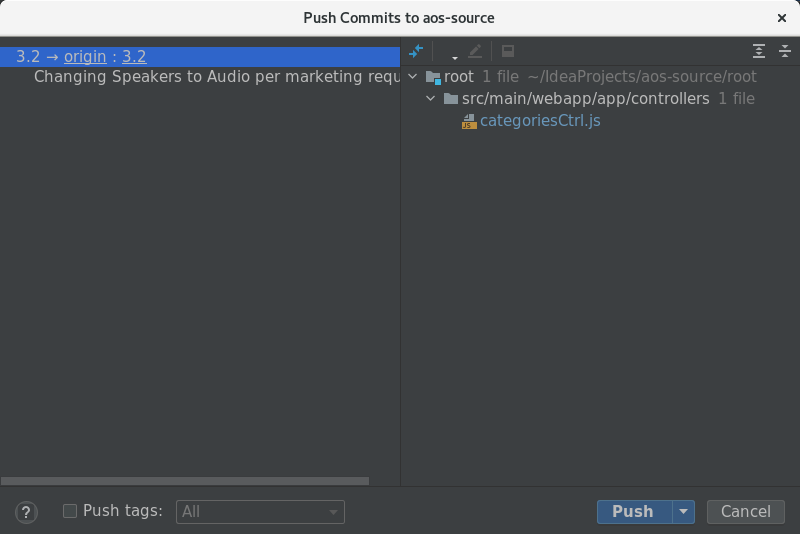 Push Commits to aos-source
3.2 → origin : 3.2
Changing Speakers to Audio per marketing requ
root 1 file ~/IdeaProjects/aos-source/root
src/main/webapp/app/controllers 1 file
JS categoriesCtrl.js
? Push tags: All Push Cancel